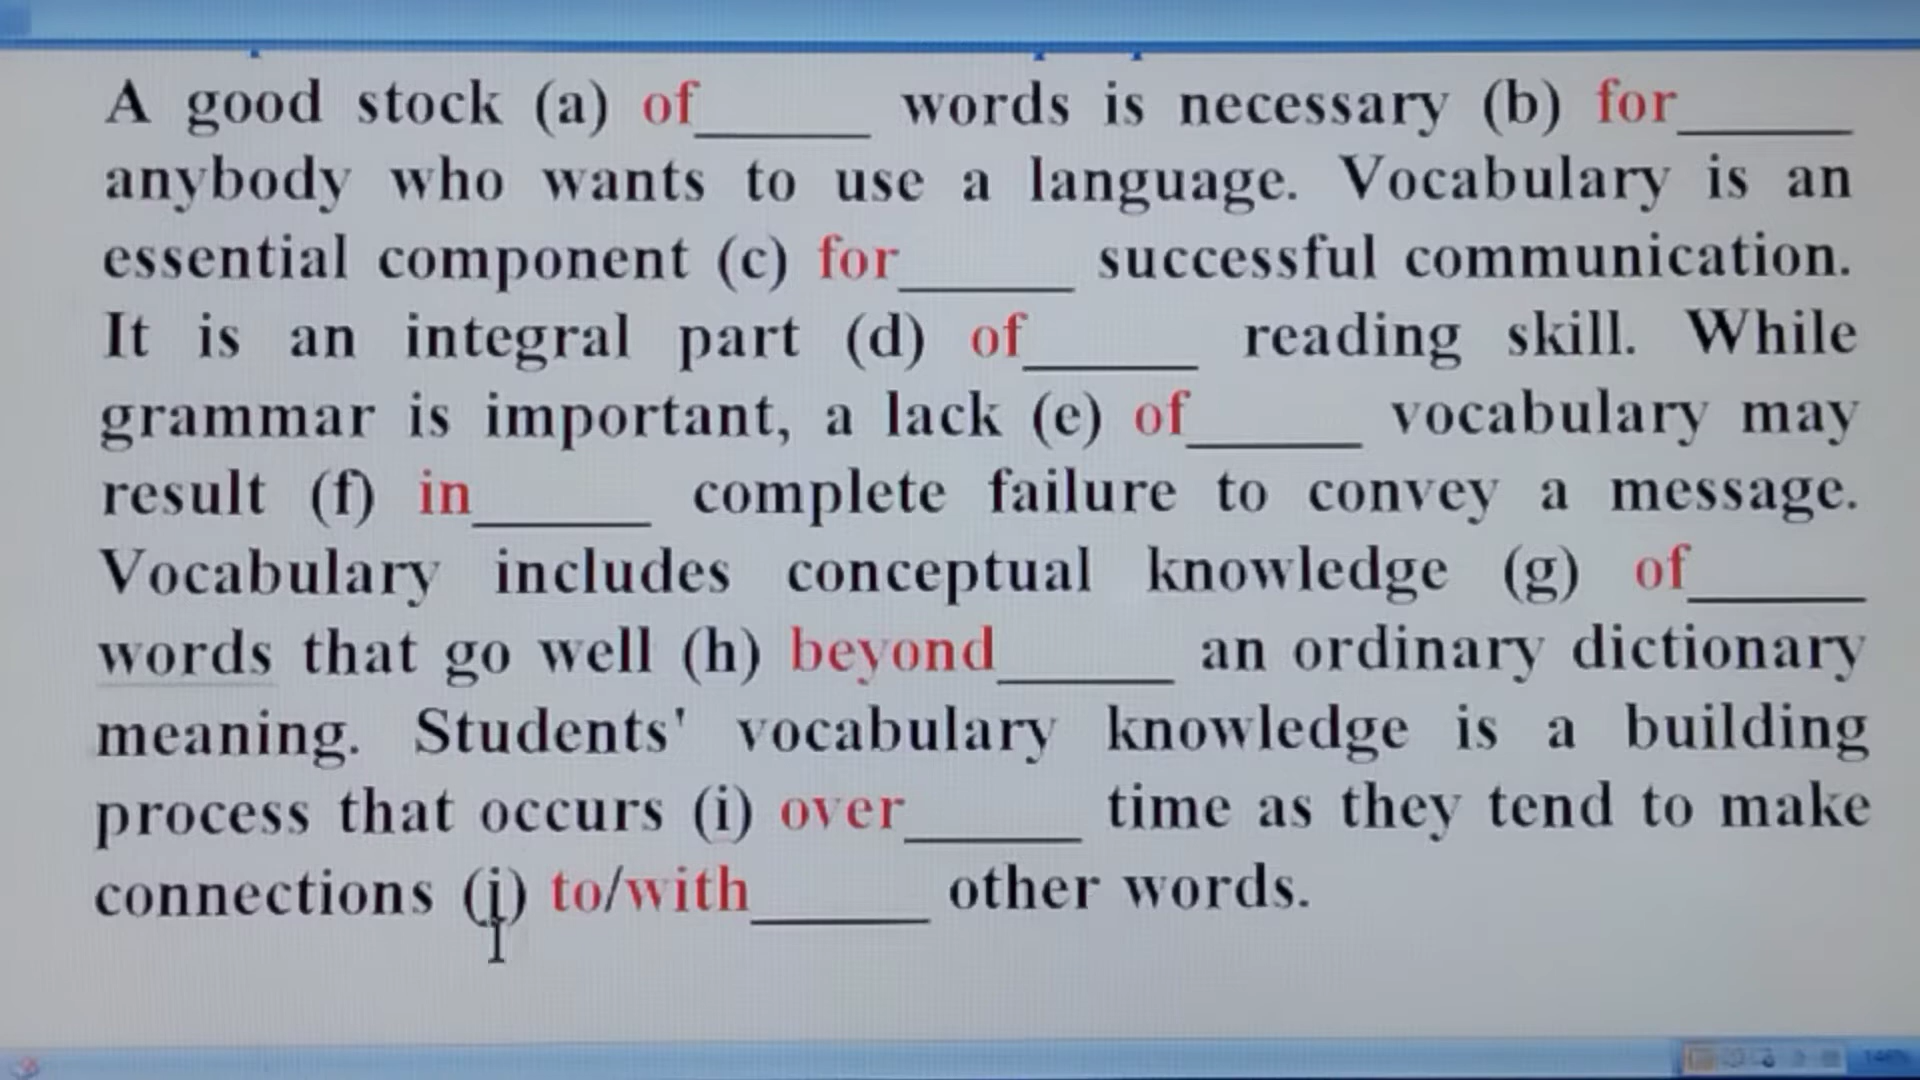 A good stock (a) of______ words is necessary (b) for______
anybody who wants to use a language. Vocabulary is an
essential component (c) for______ successful communication.
It is an integral part (d) of______ reading skill. While
grammar is important, a lack (e) of______ vocabulary may
result (f) in______ complete failure to convey a message.
Vocabulary includes conceptual knowledge (g) of______
words that go well (h) beyond______ an ordinary dictionary
meaning. Students' vocabulary knowledge is a building
process that occurs (i) over______ time as they tend to make
connections (j) to/with______ other words.